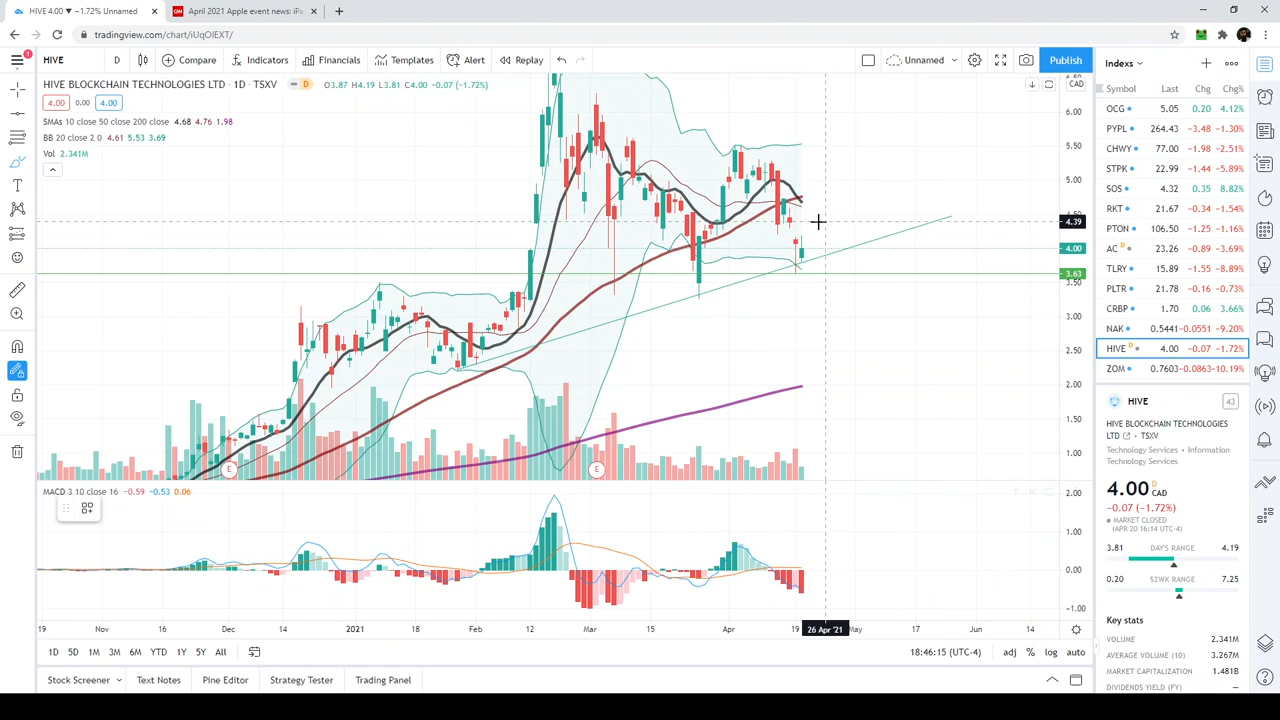 HIVE 4.00 ▼ −1.72% Unnamed
April 2021 Apple event news: iPa
tradingview.com/chart/iUqOIEXT/
1
HIVE
D
Compare
Indicators
Financials
Templates
Alert
Replay
Unnamed
Publish
HIVE BLOCKCHAIN TECHNOLOGIES LTD · 1D · TSXV
D
O3.87 H4.19 L3.81 C4.00 −0.07 (−1.72%)
4.00 0.00 4.00
SMAs 10 close 50 close 200 close 4.68 4.76 1.98
BB 20 close 2 0 4.61 5.53 3.69
Vol 2.341M
CAD
6.00
5.50
5.00
4.39
4.00
3.63
3.50
3.00
2.50
2.00
1.50
1.00
E
E
MACD 3 10 close 16 −0.59 −0.53 0.06
2.00
1.00
0.00
−1.00
19 Nov 16 Dec 14 2021 18 Feb 12 Mar 15 Apr 19 26 Apr '21 May 17 Jun 14
1D 5D 1M 3M 6M YTD 1Y 5Y All
18:46:15 (UTC-4) adj % log auto
Stock Screener Text Notes Pine Editor Strategy Tester Trading Panel
Indexs
Symbol Last Chg Chg%
OCG 5.05 0.20 4.12%
PYPL 264.43 −3.48 −1.30%
CHWY 77.00 −1.98 −2.51%
STPK 22.99 −1.44 −5.89%
SOS 4.32 0.35 8.82%
RKT 21.67 −0.34 −1.54%
PTON 106.50 −1.25 −1.16%
AC D 23.26 −0.89 −3.69%
TLRY 15.89 −1.55 −8.89%
PLTR 21.78 −0.16 −0.73%
CRBP 1.70 0.06 3.66%
NAK 0.5441 −0.0551 −9.20%
HIVE D 4.00 −0.07 −1.72%
ZOM 0.7603 −0.0863 −10.19%
HIVE
43
HIVE BLOCKCHAIN TECHNOLOGIES
LTD • TSXV
Technology Services • Information
Technology Services
4.00 D CAD
−0.07 (−1.72%)
MARKET CLOSED
(APR 20 16:14 UTC-4)
3.81 DAY'S RANGE 4.19
0.20 52WK RANGE 7.25
Key stats
VOLUME 2.341M
AVERAGE VOLUME (10) 3.267M
MARKET CAPITALIZATION 1.481B
DIVIDENDS YIELD (FY) —